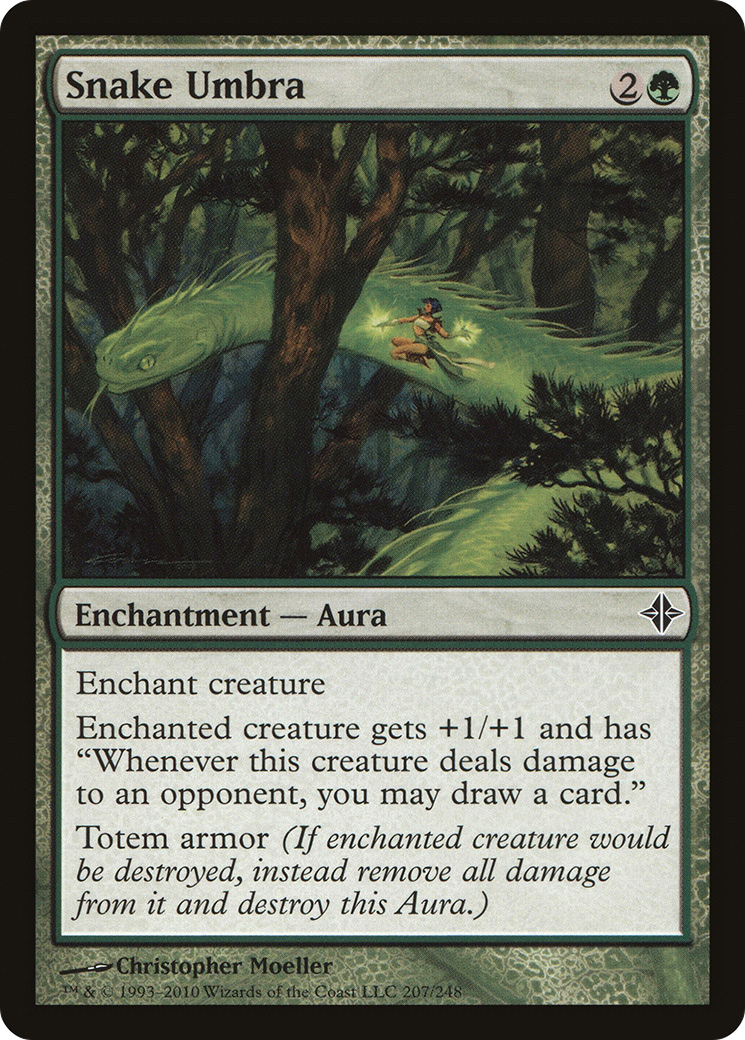 Snake Umbra 2
Enchantment — Aura
Enchant creature
Enchanted creature gets +1/+1 and has
“Whenever this creature deals damage
to an opponent, you may draw a card.”
Totem armor (If enchanted creature would
be destroyed, instead remove all damage
from it and destroy this Aura.)
Christopher Moeller
™ & © 1993–2010 Wizards of the Coast LLC 207/248